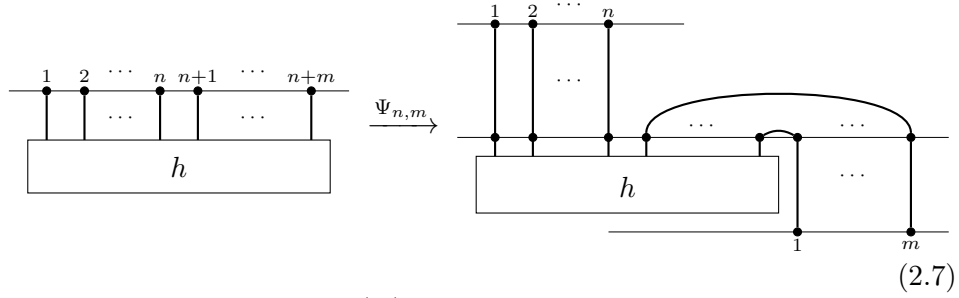 1 2 ⋯ n
1 2 ⋯ n n+1 ⋯ n+m
⋯ ⋯ ⋯
Ψn,m
⋯ ⋯
h
⋯
h
1 m
(2.7)